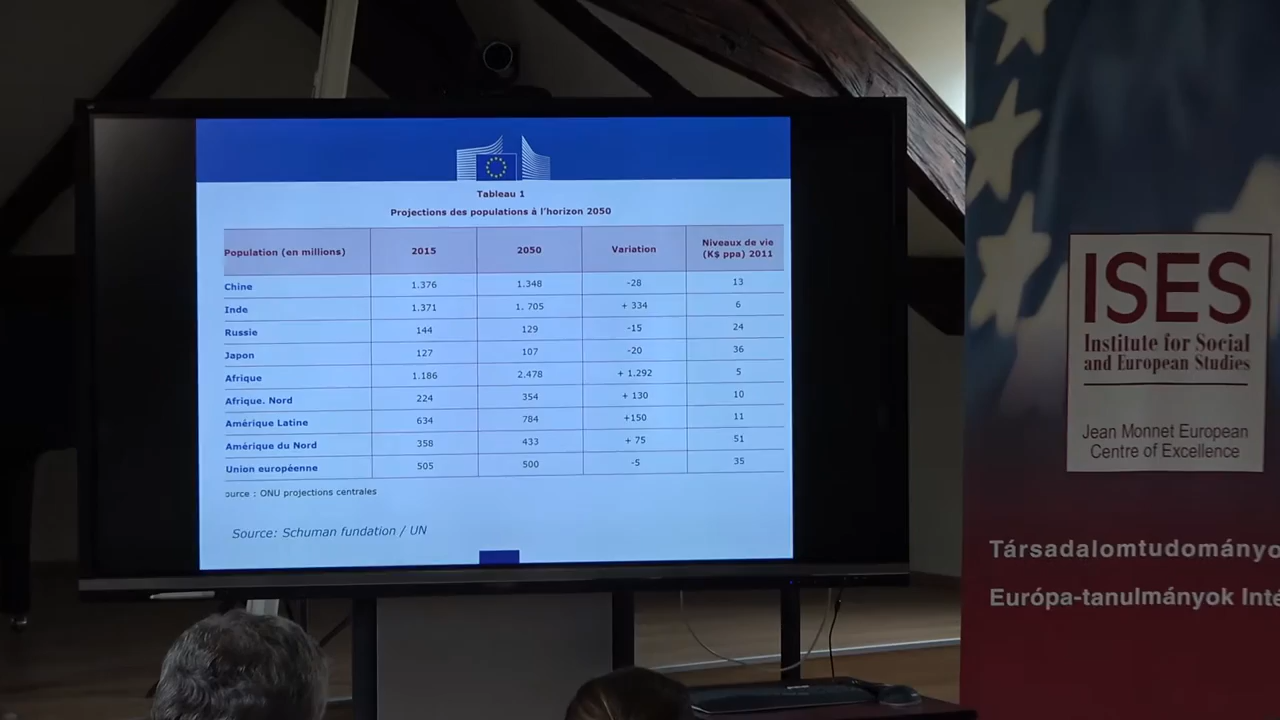 Tableau 1
Projections des populations à l'horizon 2050
Population (en millions) 2015 2050 Variation Niveaux de vie (K$ ppa) 2011
Chine 1.376 1.348 -28 13
Inde 1.371 1. 705 + 334 6
Russie 144 129 -15 24
Japon 127 107 -20 36
Afrique 1.186 2.478 + 1.292 5
Afrique. Nord 224 354 + 130 10
Amérique Latine 634 784 +150 11
Amérique du Nord 358 433 + 75 51
Union européenne 505 500 -5 35
ource : ONU projections centrales
Source: Schuman fundation / UN
ISES
Institute for Social
and European Studies
Jean Monnet European
Centre of Excellence
Társadalomtudományo
Európa-tanulmányok Inté